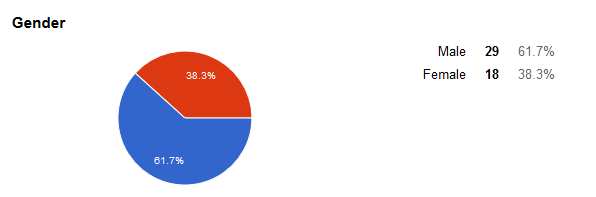 Gender
Male 29 61.7%
38.3%
Female 18 38.3%
61.7%